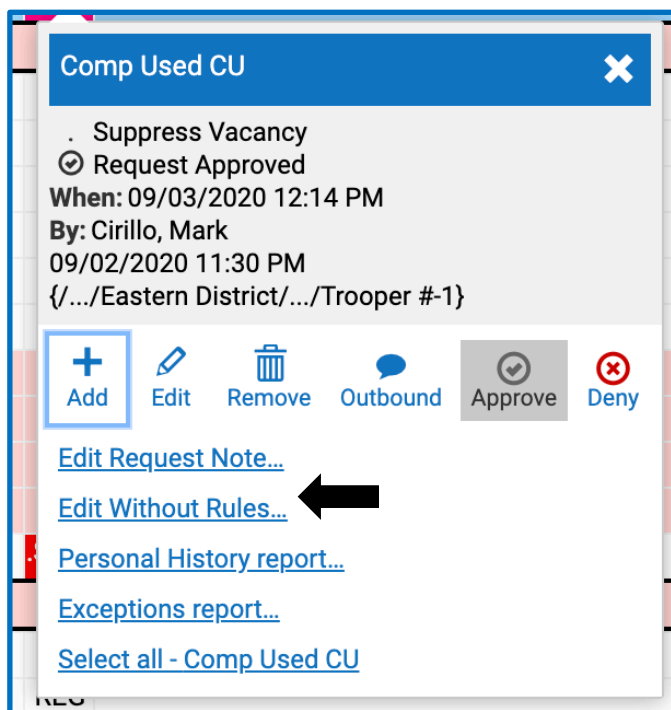 Comp Used CU
. Suppress Vacancy
Request Approved
When: 09/03/2020 12:14 PM
By: Cirillo, Mark
09/02/2020 11:30 PM
{/.../Eastern District/.../Trooper #-1}
Add Edit Remove Outbound Approve Deny
Edit Request Note...
Edit Without Rules...
Personal History report...
Exceptions report...
Select all - Comp Used CU
REG